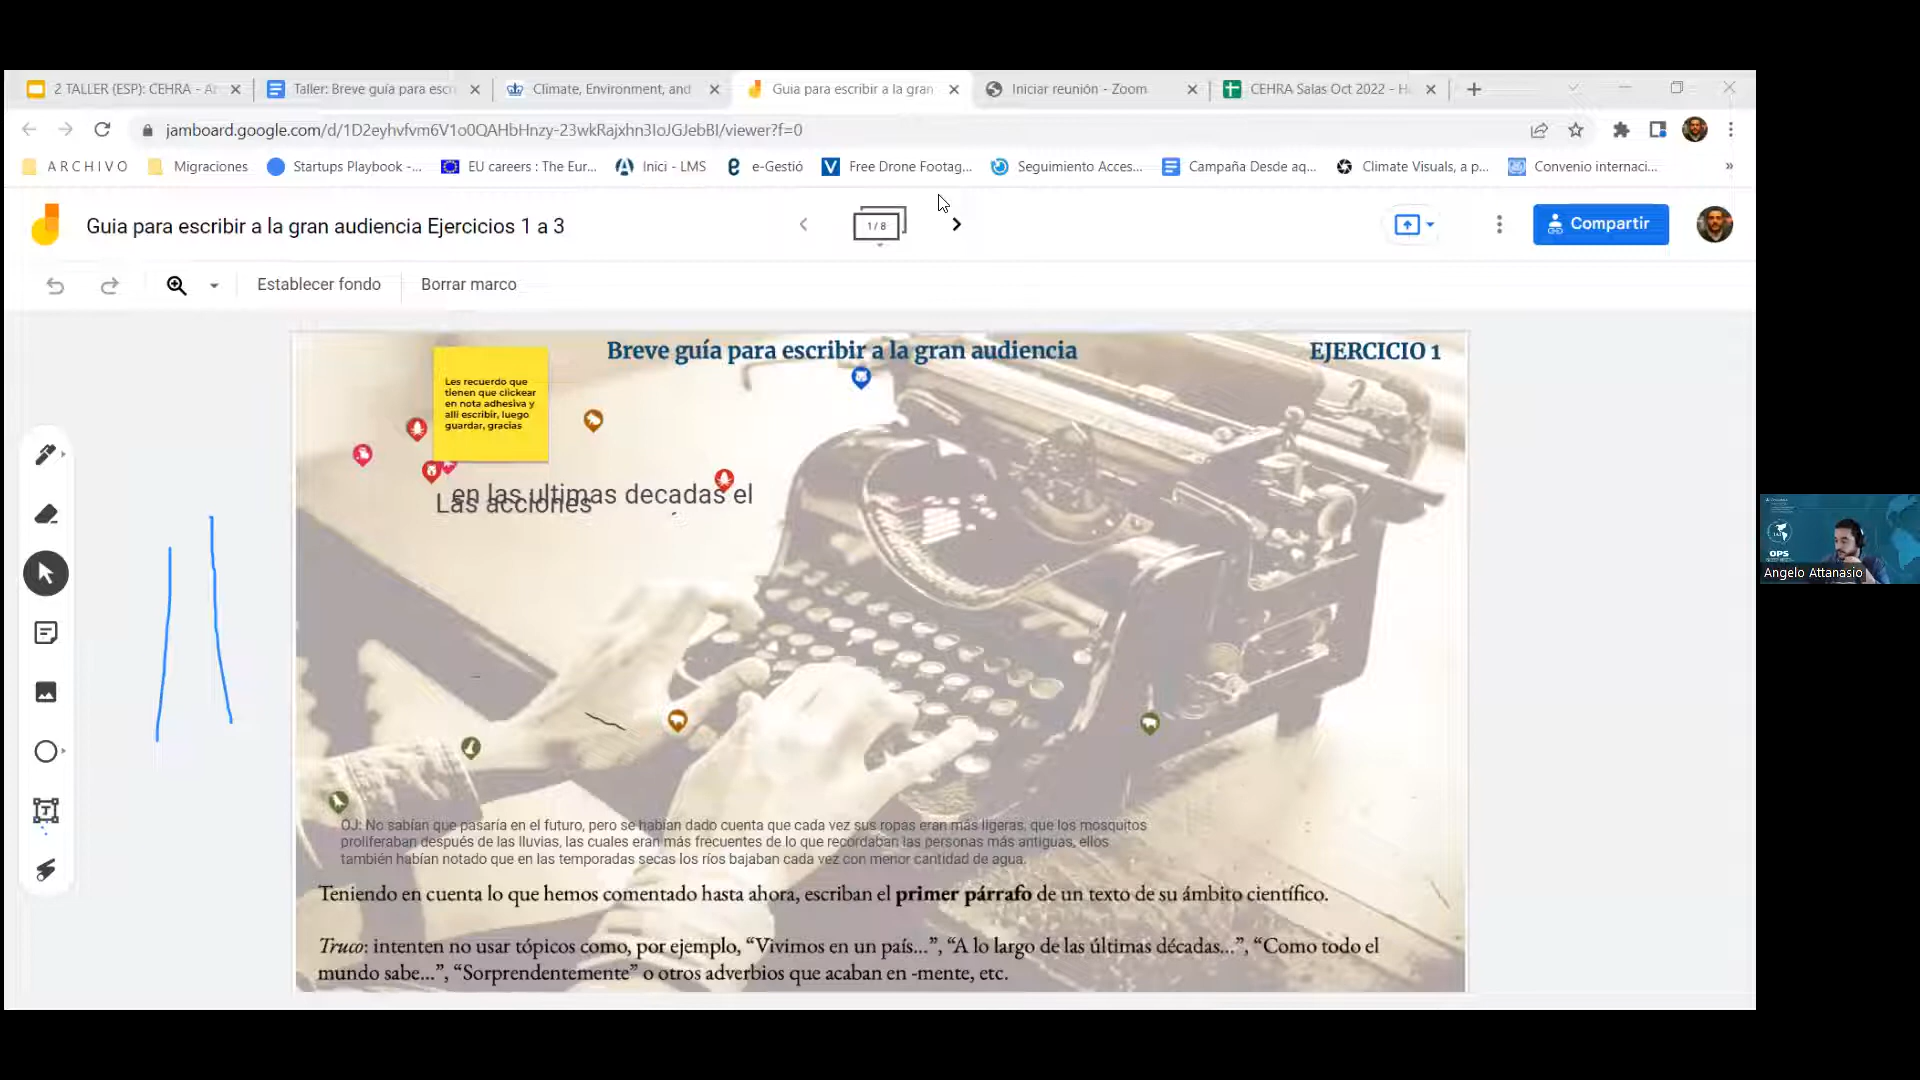 2 TALLER (ESP): CEHRA - Ar
Taller: Breve guía para escri
Climate, Environment, and
Guia para escribir a la gran
Iniciar reunión - Zoom
CEHRA Salas Oct 2022 - H
jamboard.google.com/d/1D2eyhvfvm6V1o0QAHbHnzy-23wkRajxhn3IoJGJebBI/viewer?f=0
A R C H I V O
Migraciones
Startups Playbook -...
EU careers : The Eur...
Inici - LMS
e-Gestió
Free Drone Footag...
Seguimiento Acces...
Campaña Desde aq...
Climate Visuals, a p...
Convenio internaci...
»
Guia para escribir a la gran audiencia Ejercicios 1 a 3
1 / 8
Compartir
Establecer fondo
Borrar marco
Breve guía para escribir a la gran audiencia
EJERCICIO 1
Les recuerdo que
tienen que clickear
en nota adhesiva y
alli escribir, luego
guardar, gracias
en las ultimas decadas el
Las acciones
OPS
Angelo Attanasio
OJ: No sabían que pasaría en el futuro, pero se habían dado cuenta que cada vez sus ropas eran más ligeras, que los mosquitos
proliferaban después de las lluvias, las cuales eran más frecuentes de lo que recordaban las personas más antiguas, ellos
también habían notado que en las temporadas secas los ríos bajaban cada vez con menor cantidad de agua.
Teniendo en cuenta lo que hemos comentado hasta ahora, escriban el primer párrafo de un texto de su ámbito científico.
Truco: intenten no usar tópicos como, por ejemplo, “Vivimos en un país...”, “A lo largo de las últimas décadas...”, “Como todo el
mundo sabe...”, “Sorprendentemente” o otros adverbios que acaban en -mente, etc.